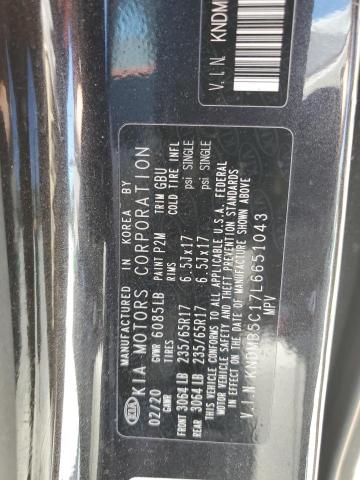 V.I.N. KNDM
MANUFACTURED IN KOREA BY
KIA KIA MOTORS CORPORATION
02/20 GVWR 6085LB PAINT P2M TRIM GBU
GAWR TIRES RIMS COLD TIRE INFL
FRONT 3064LB 235/65R17 6.5Jx17 psi SINGLE
REAR 3064LB 235/65R17 6.5Jx17 psi SINGLE
THIS VEHICLE CONFORMS TO ALL APPLICABLE U.S.A. FEDERAL
MOTOR VEHICLE SAFETY AND THEFT PREVENTION STANDARDS
IN EFFECT ON THE DATE OF MANUFACTURE SHOWN ABOVE.
V.I.N: KNDMB5C17L6651043
MPV